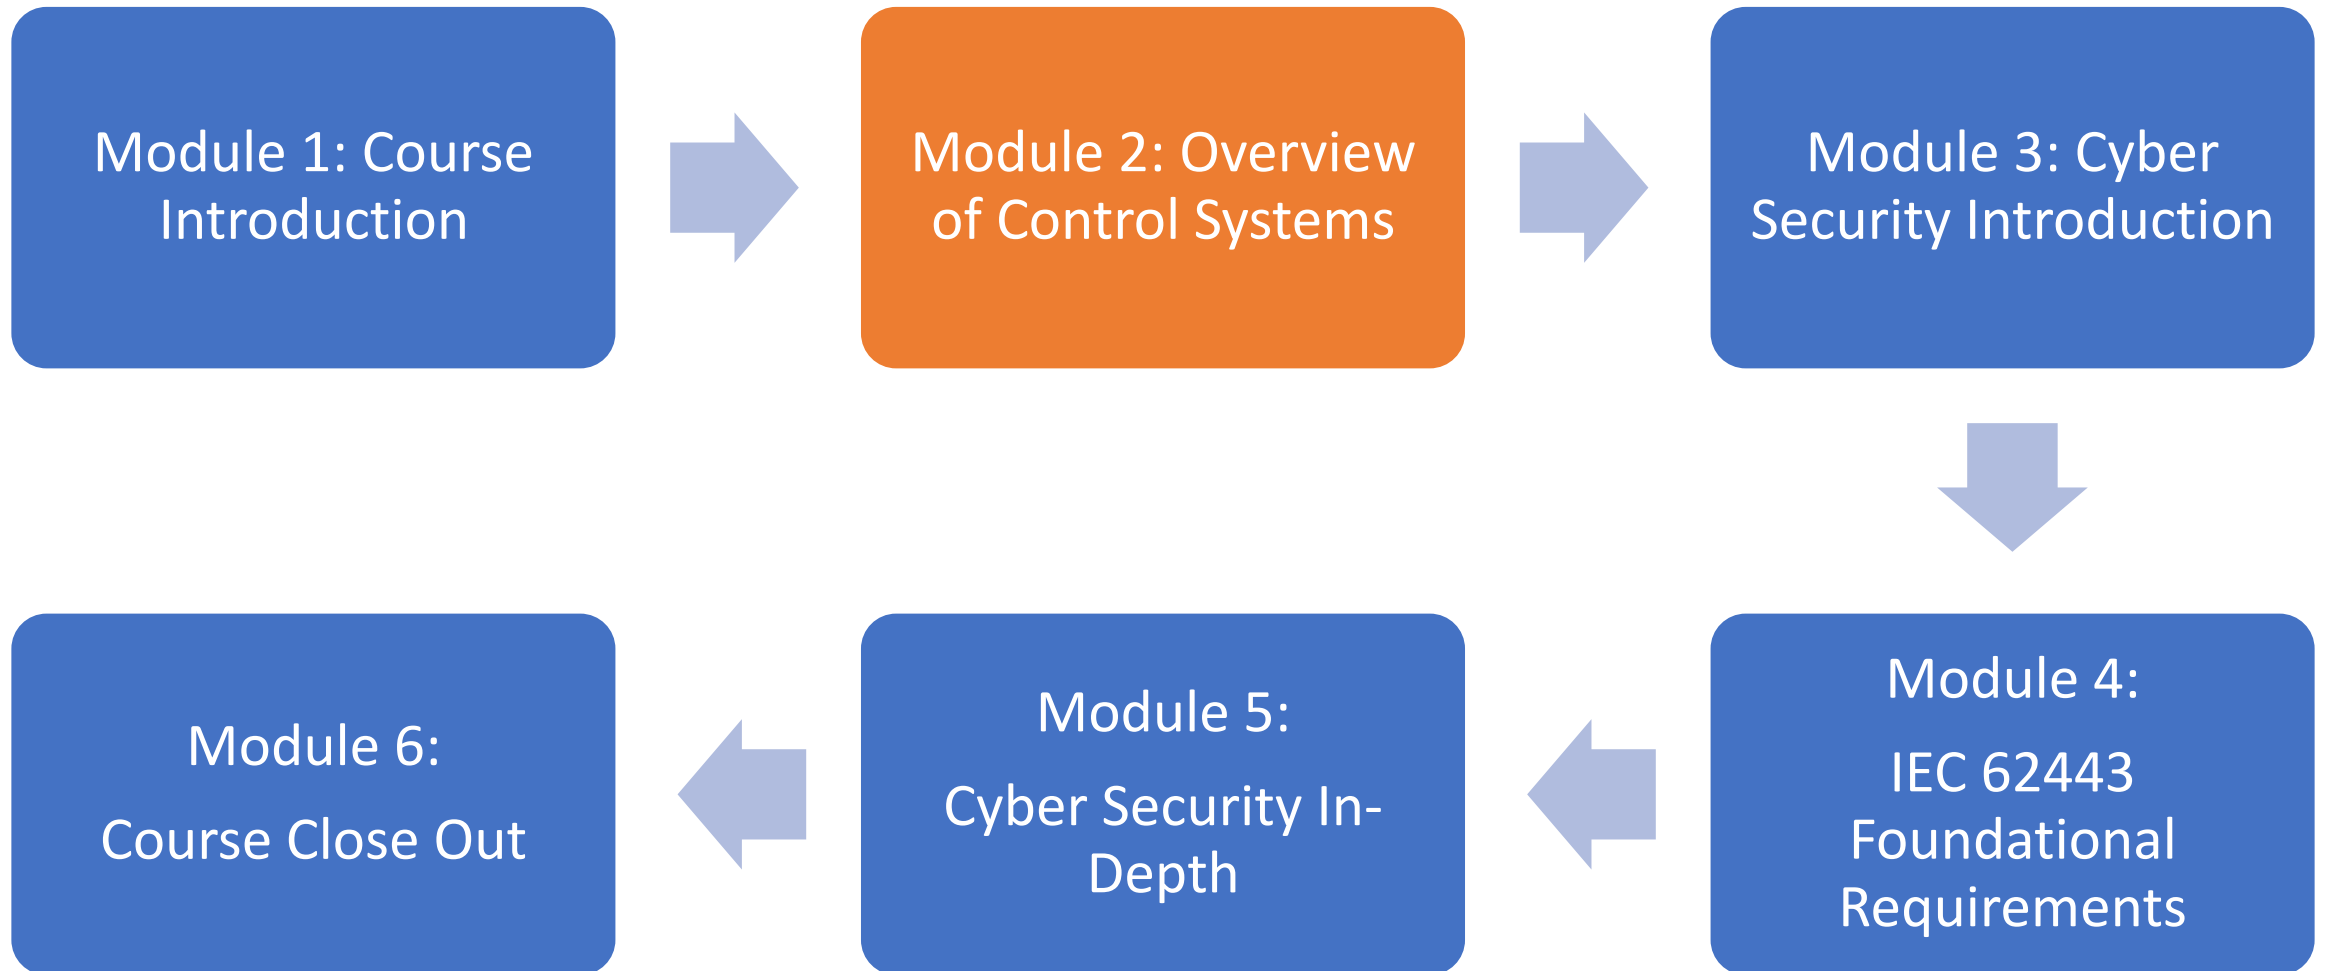 Module 1: Course
Introduction
Module 2: Overview
of Control Systems
Module 3: Cyber
Security Introduction
Module 4:
IEC 62443
Foundational
Requirements
Module 5:
Cyber Security In-
Depth
Module 6:
Course Close Out